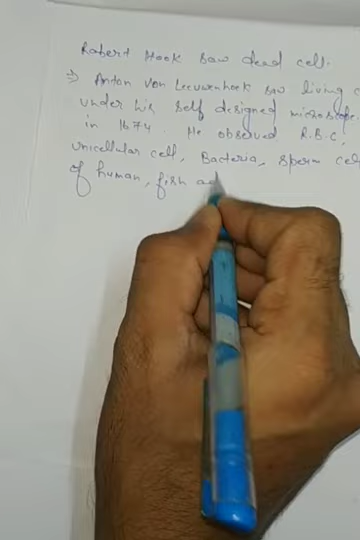 Robert Hook saw dead cell.
⇒ Anton von Leeuwenhoek saw living c
under his self designed microscope.
in 1674. He observed R.B.C,
unicellular cell, Bacteria, sperm cel
of human, fish a